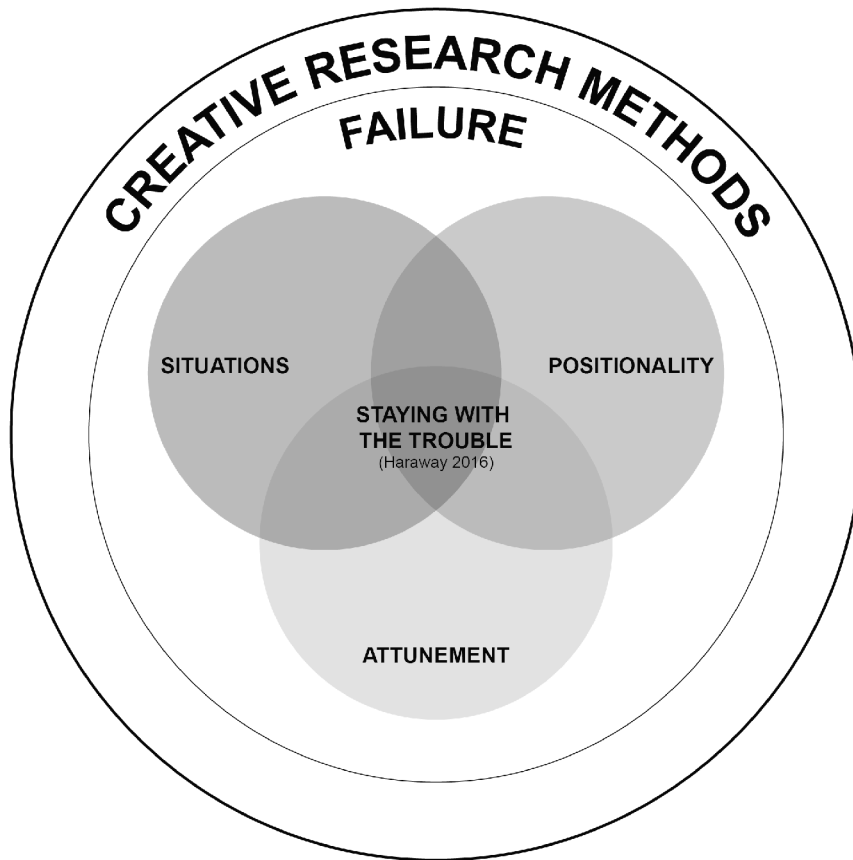 CREATIVE RESEARCH METHODS
FAILURE
SITUATIONS
POSITIONALITY
STAYING WITH
THE TROUBLE
(Haraway 2016)
ATTUNEMENT